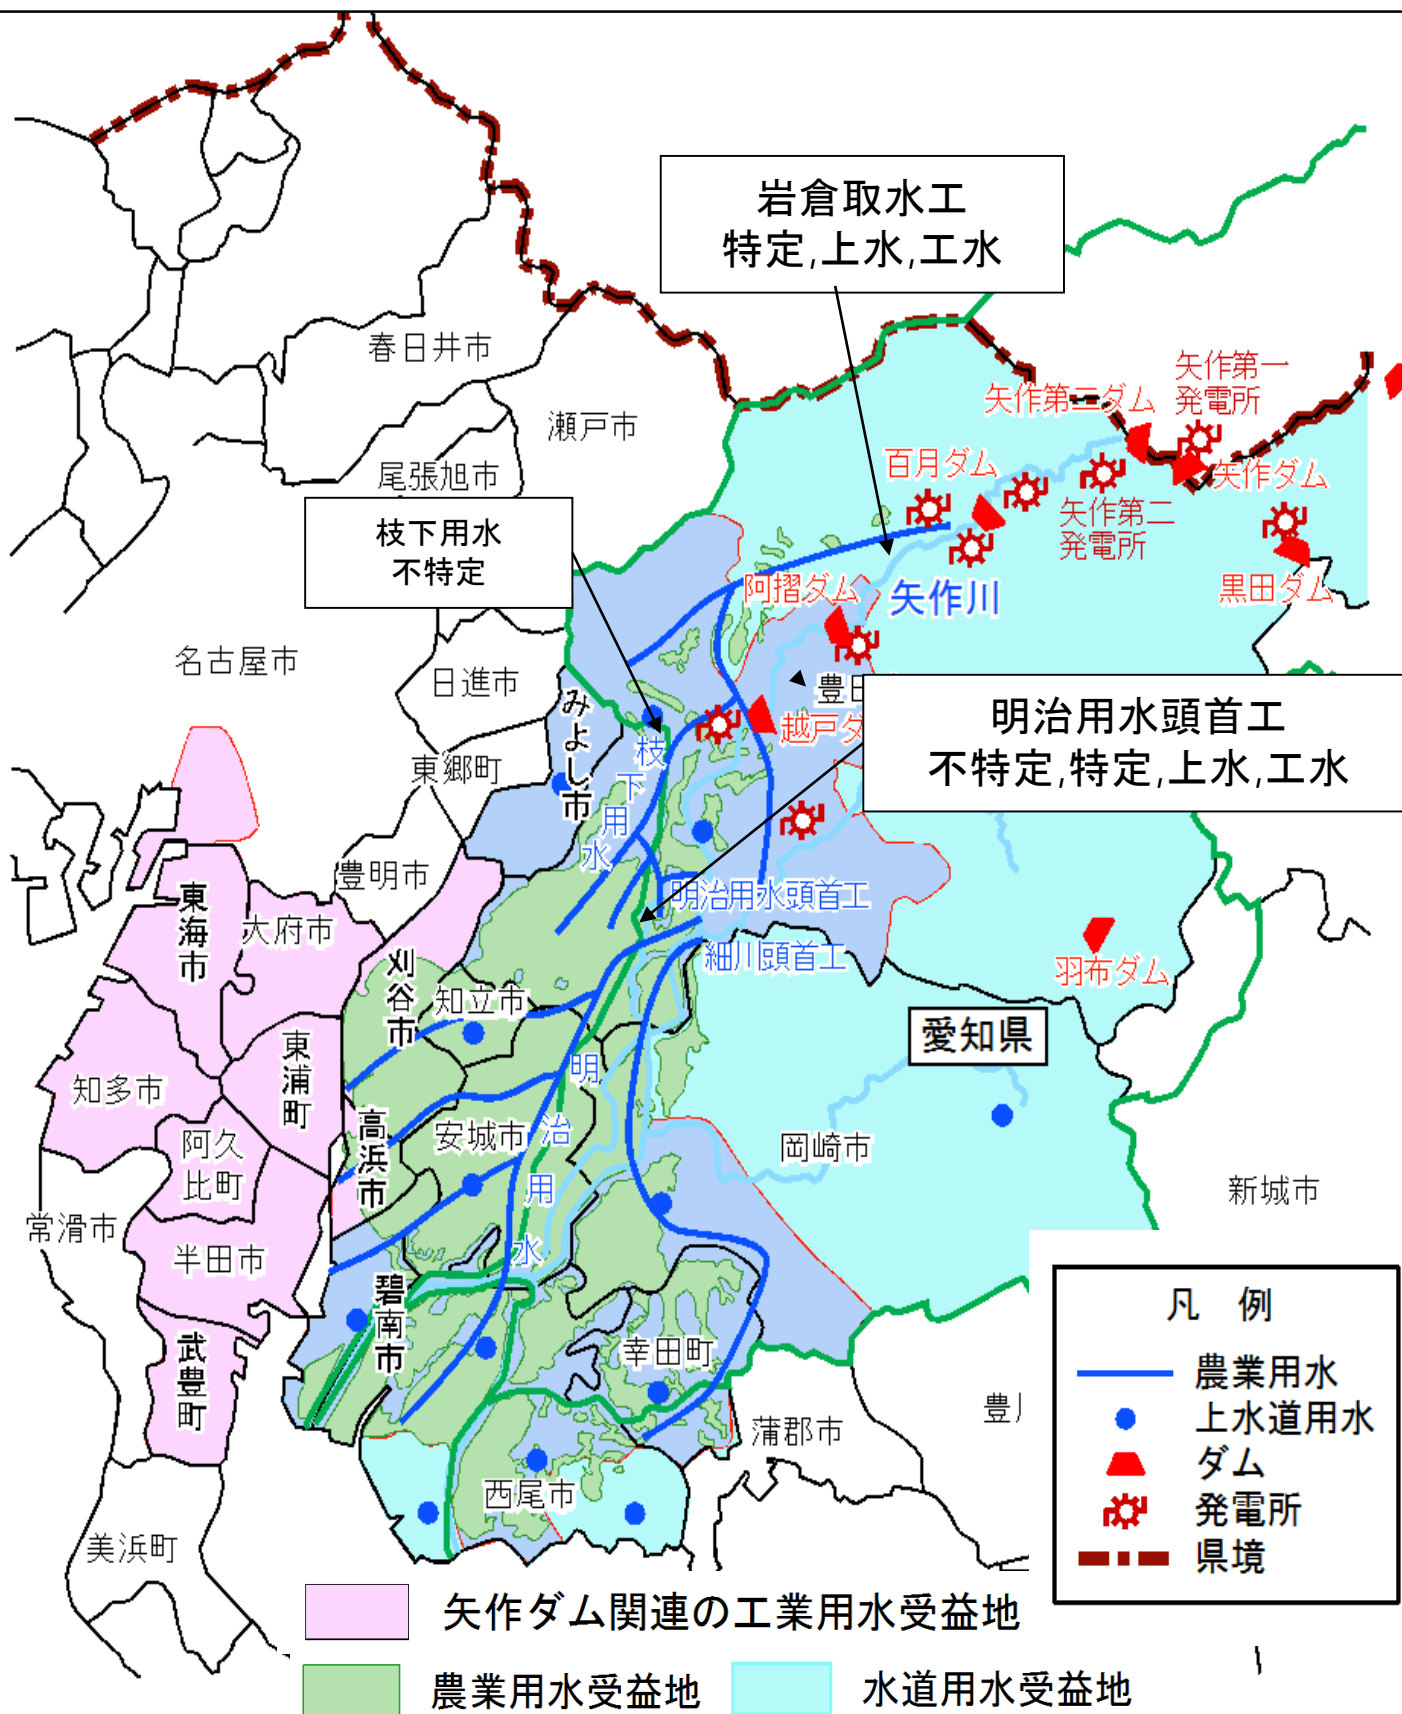 岩倉取水工
特定,上水,工水
春日井市
瀬戸市
尾張旭市
矢作第一
発電所
矢作第二ダム
百月ダム
矢作ダム
矢作第二
発電所
枝下用水
不特定
阿摺ダム
矢作川
黒田ダム
名古屋市
日進市
みよし市
豊田
越戸ダ
明治用水頭首工
不特定,特定,上水,工水
東郷町
枝下用水
豊明市
明治用水頭首工
東海市
大府市
細川頭首工
羽布ダム
刈谷市
知立市
愛知県
東浦町
明治用水
知多市
高浜市
安城市
阿久
比町
岡崎市
新城市
常滑市
半田市
碧南市
武豊町
幸田町
蒲郡市
豊川
西尾市
美浜町
凡 例
農業用水
上水道用水
ダム
発電所
県境
矢作ダム関連の工業用水受益地
農業用水受益地
水道用水受益地